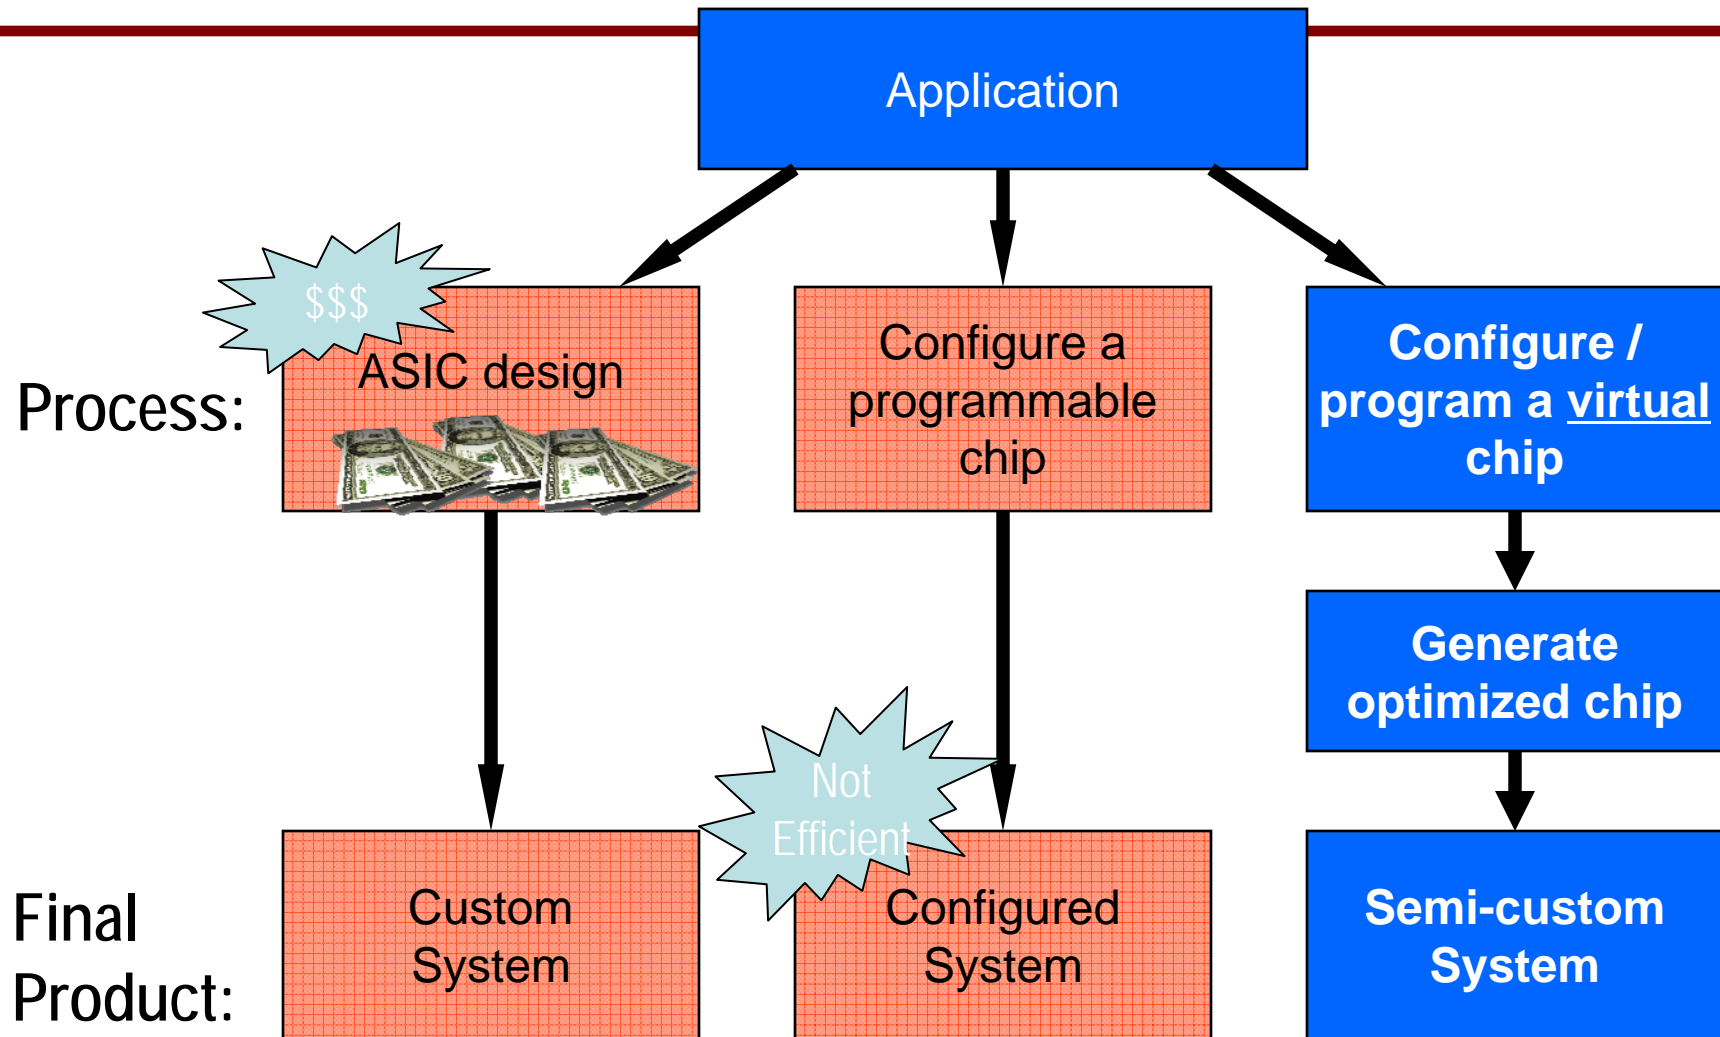 Application
$$$
Process:
ASIC design
Configure a
programmable
chip
Configure /
program a virtual
chip
Generate
optimized chip
Not
Efficient
Final
Product:
Custom
System
Configured
System
Semi-custom
System